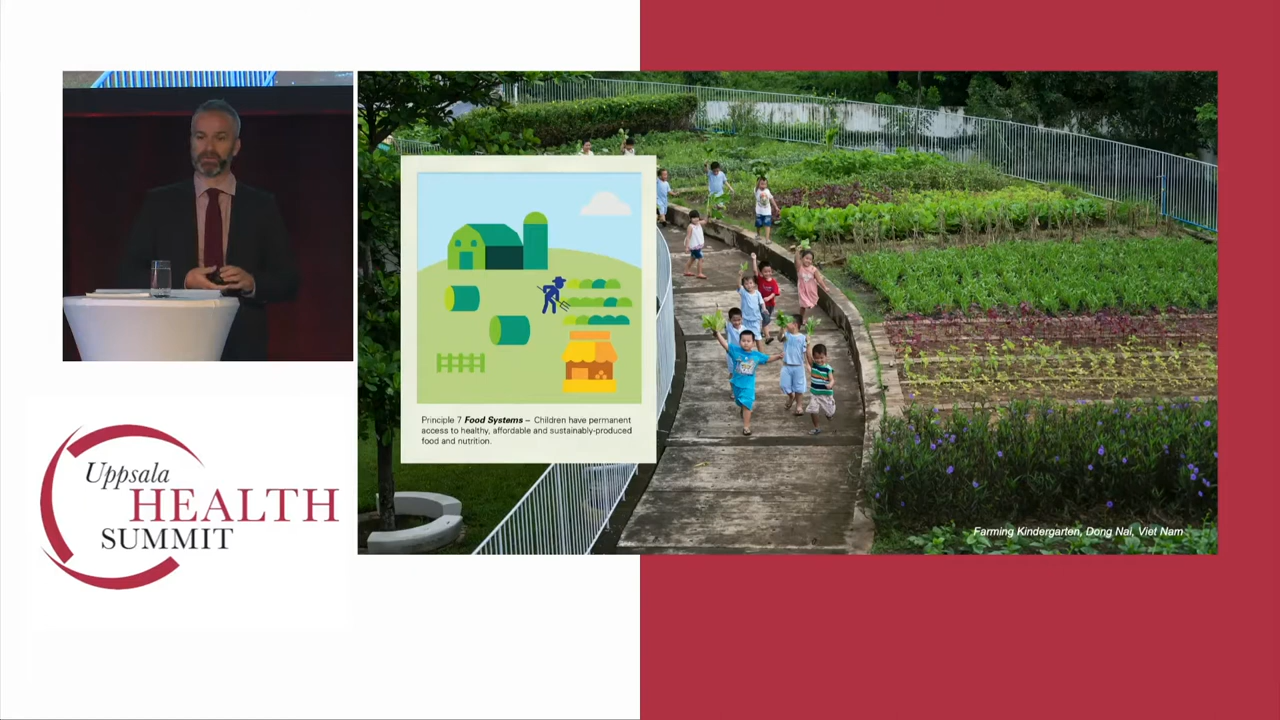 Principle 7 Food Systems – Children have permanent
access to healthy, affordable and sustainably-produced
food and nutrition.
Uppsala
HEALTH
SUMMIT
Farming Kindergarten, Dong Nai, Viet Nam